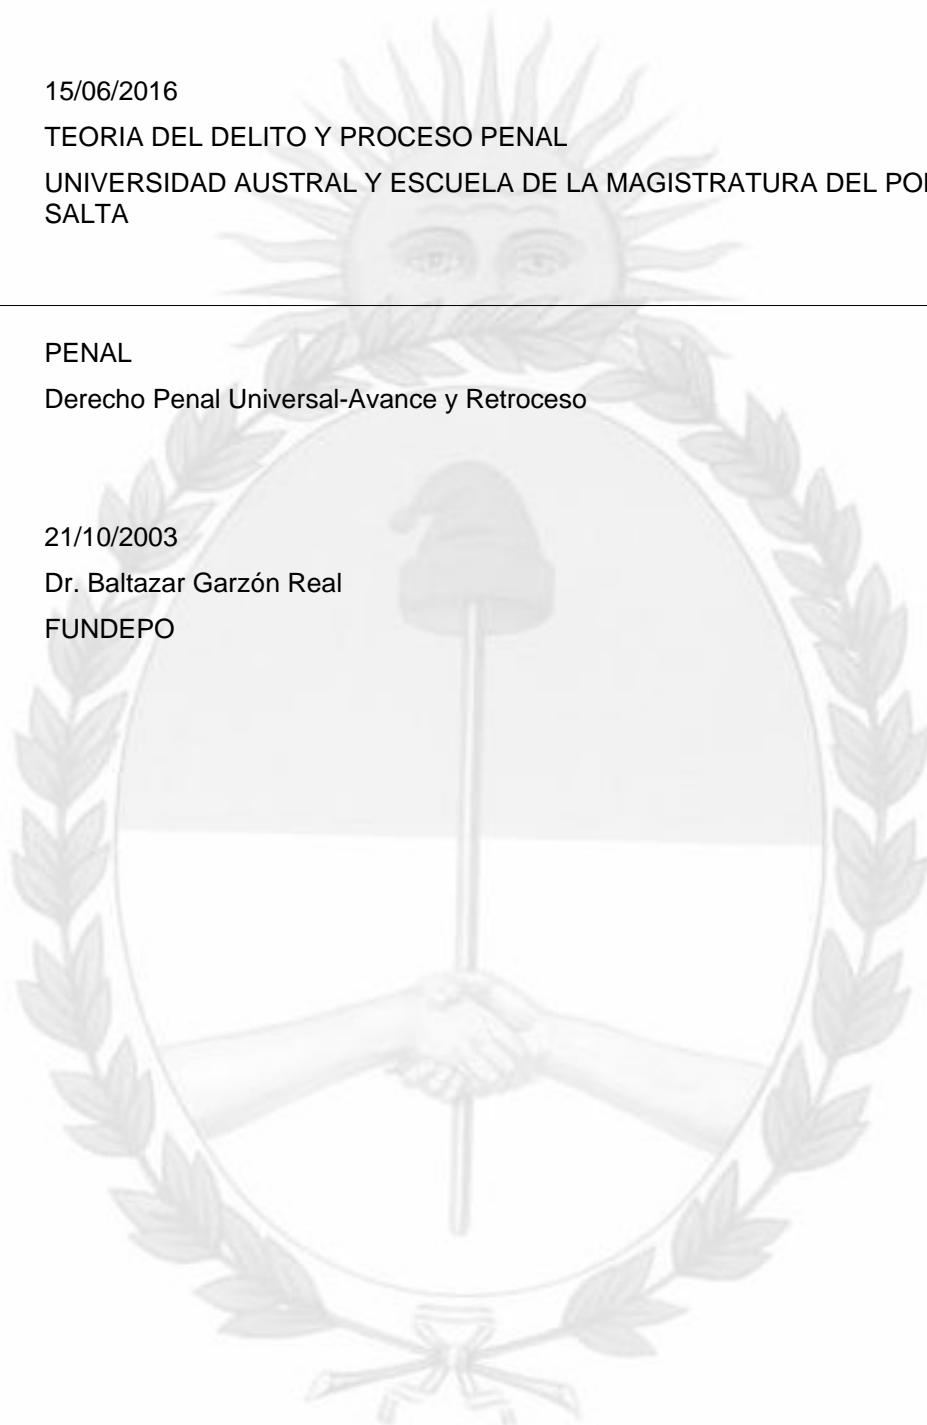 15/06/2016
TEORIA DEL DELITO Y PROCESO PENAL
UNIVERSIDAD AUSTRAL Y ESCUELA DE LA MAGISTRATURA DEL
SALTA
PENAL
Derecho Penal Universal-Avance y Retroceso
21/10/2003
Dr. Baltazar Garzón Real
FUNDEPO